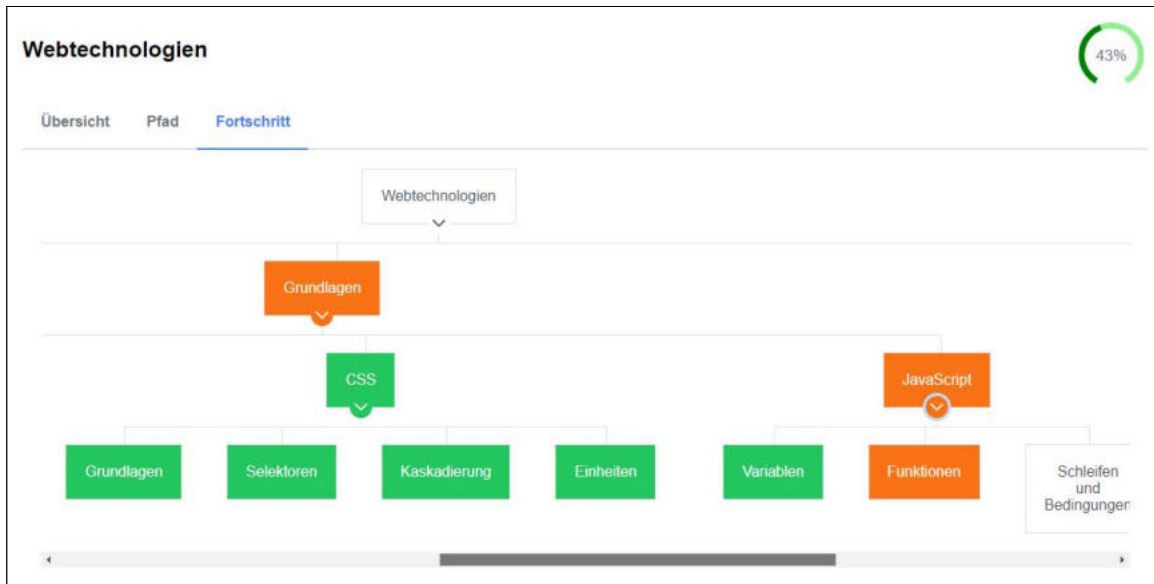 Webtechnologien
43%
Übersicht Pfad Fortschritt
Webtechnologien
Grundlagen
CSS JavaScript
Grundlagen Selektoren Kaskadierung Einheiten Variablen Funktionen Schleifen
und
Bedingungen